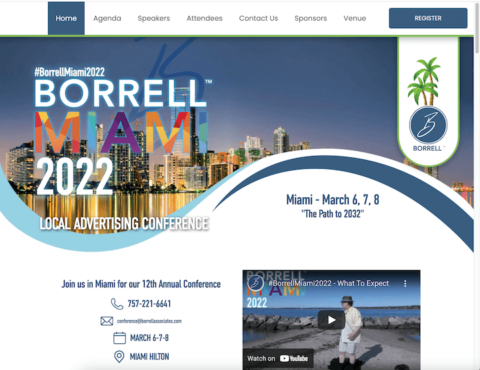 Home Agenda Speakers Attendees Contact Us Sponsors Venue REGISTER
#BorrellMiami2022
BORRELL™
MIAMI
2022
LOCAL ADVERTISING CONFERENCE
B
BORRELL
Miami - March 6, 7, 8
"The Path to 2032"
Join us in Miami for our 12th Annual Conference
757-221-6641
conference@borrellassociates.com
MARCH 6-7-8
MIAMI HILTON
BORRELL
MIAMI
2022
#BorrellMiami2022 - What To Expect
Watch on YouTube